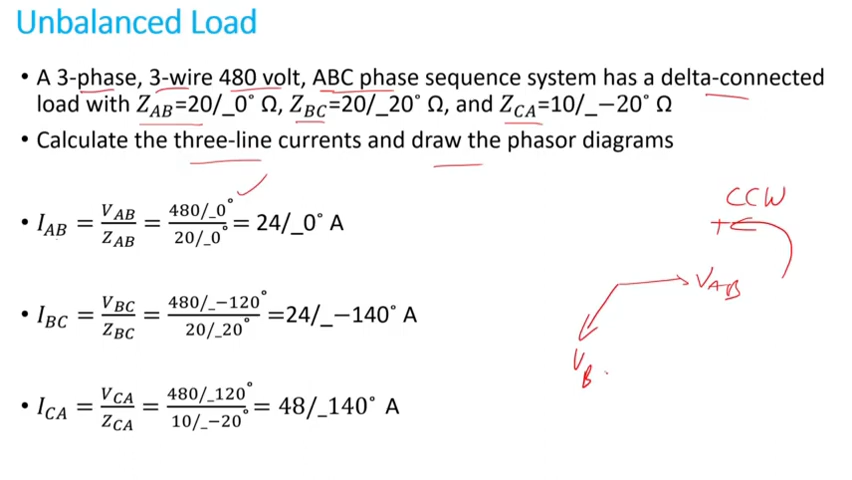 Unbalanced Load
• A 3-phase, 3-wire 480 volt, ABC phase sequence system has a delta-connected
load with Z_AB=20/_0° Ω, Z_BC=20/_20° Ω, and Z_CA=10/_−20° Ω
• Calculate the three-line currents and draw the phasor diagrams
CCW
+
• I_AB = V_AB/Z_AB = 480/_0°/20/_0° = 24/_0° A
V_AB
• I_BC = V_BC/Z_BC = 480/_−120°/20/_20° =24/_−140° A
V_B
• I_CA = V_CA/Z_CA = 480/_120°/10/_−20° = 48/_140° A